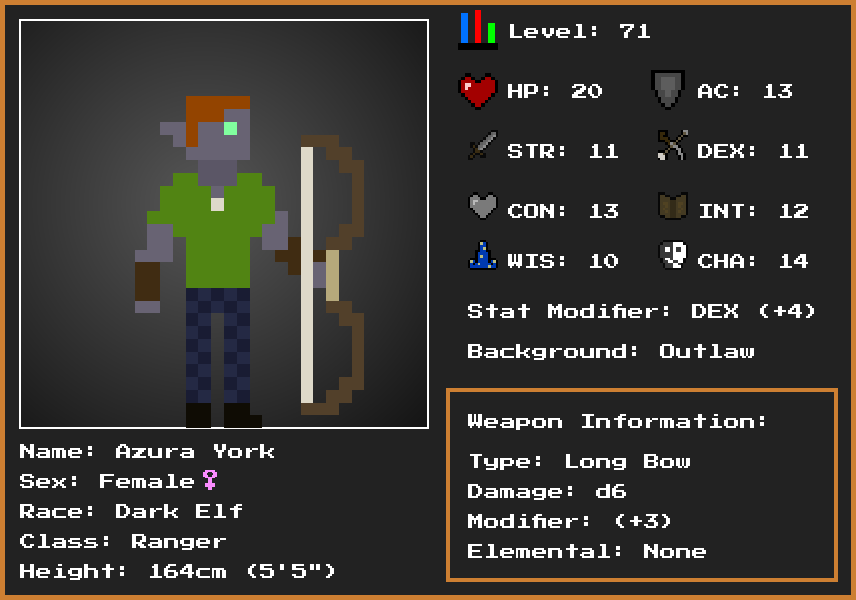 Level: 71
HP: 20 AC: 13
STR: 11 DEX: 11
CON: 13 INT: 12
WIS: 10 CHA: 14
Stat Modifier: DEX (+4)
Background: Outlaw
Weapon Information:
Type: Long Bow
Damage: d6
Modifier: (+3)
Elemental: None
Name: Azura York
Sex: Female♀
Race: Dark Elf
Class: Ranger
Height: 164cm (5'5")